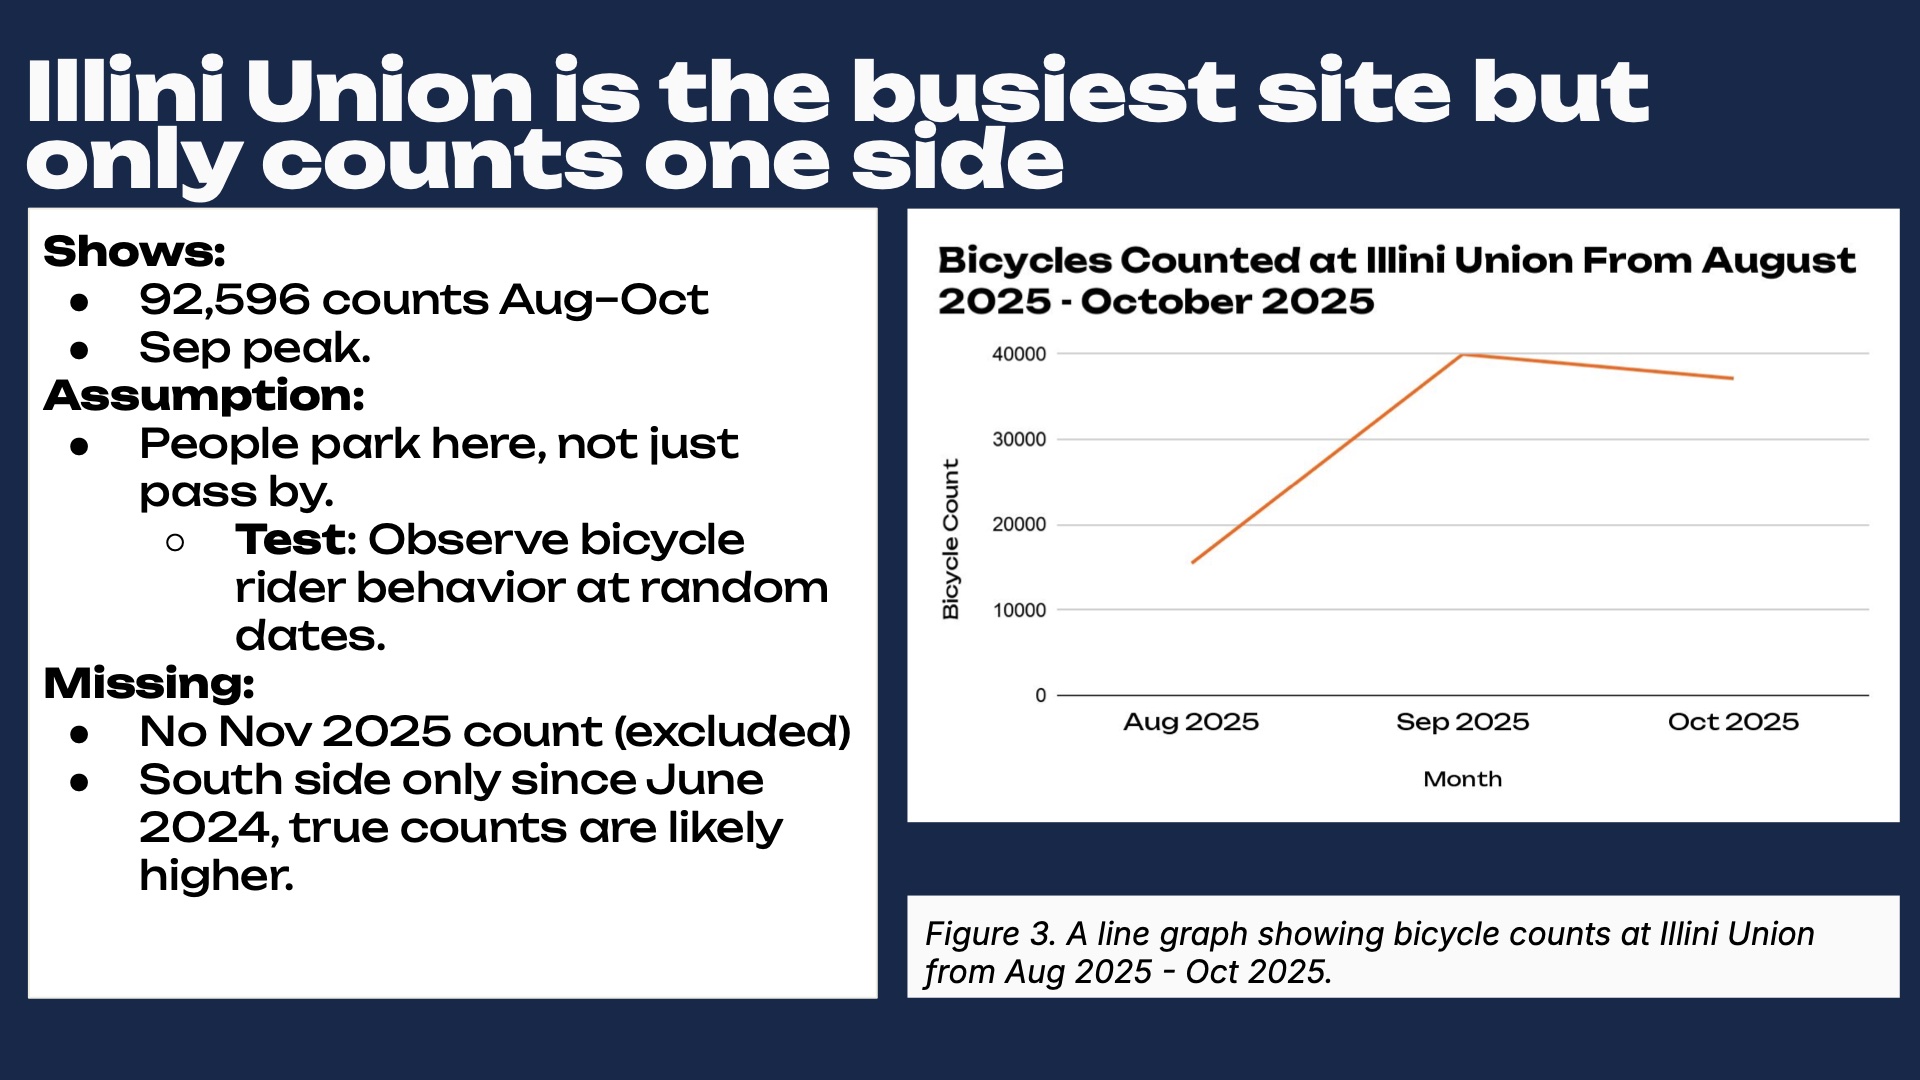 Illini Union is the busiest site but
only counts one side
Shows:
● 92,596 counts Aug–Oct
● Sep peak.
Assumption:
● People park here, not just
pass by.
○ Test: Observe bicycle
rider behavior at random
dates.
Missing:
● No Nov 2025 count (excluded)
● South side only since June
2024, true counts are likely
higher.
Bicycles Counted at Illini Union From August
2025 - October 2025
Bicycle Count
40000
30000
20000
10000
0
Aug 2025 Sep 2025 Oct 2025
Month
Figure 3. A line graph showing bicycle counts at Illini Union
from Aug 2025 - Oct 2025.